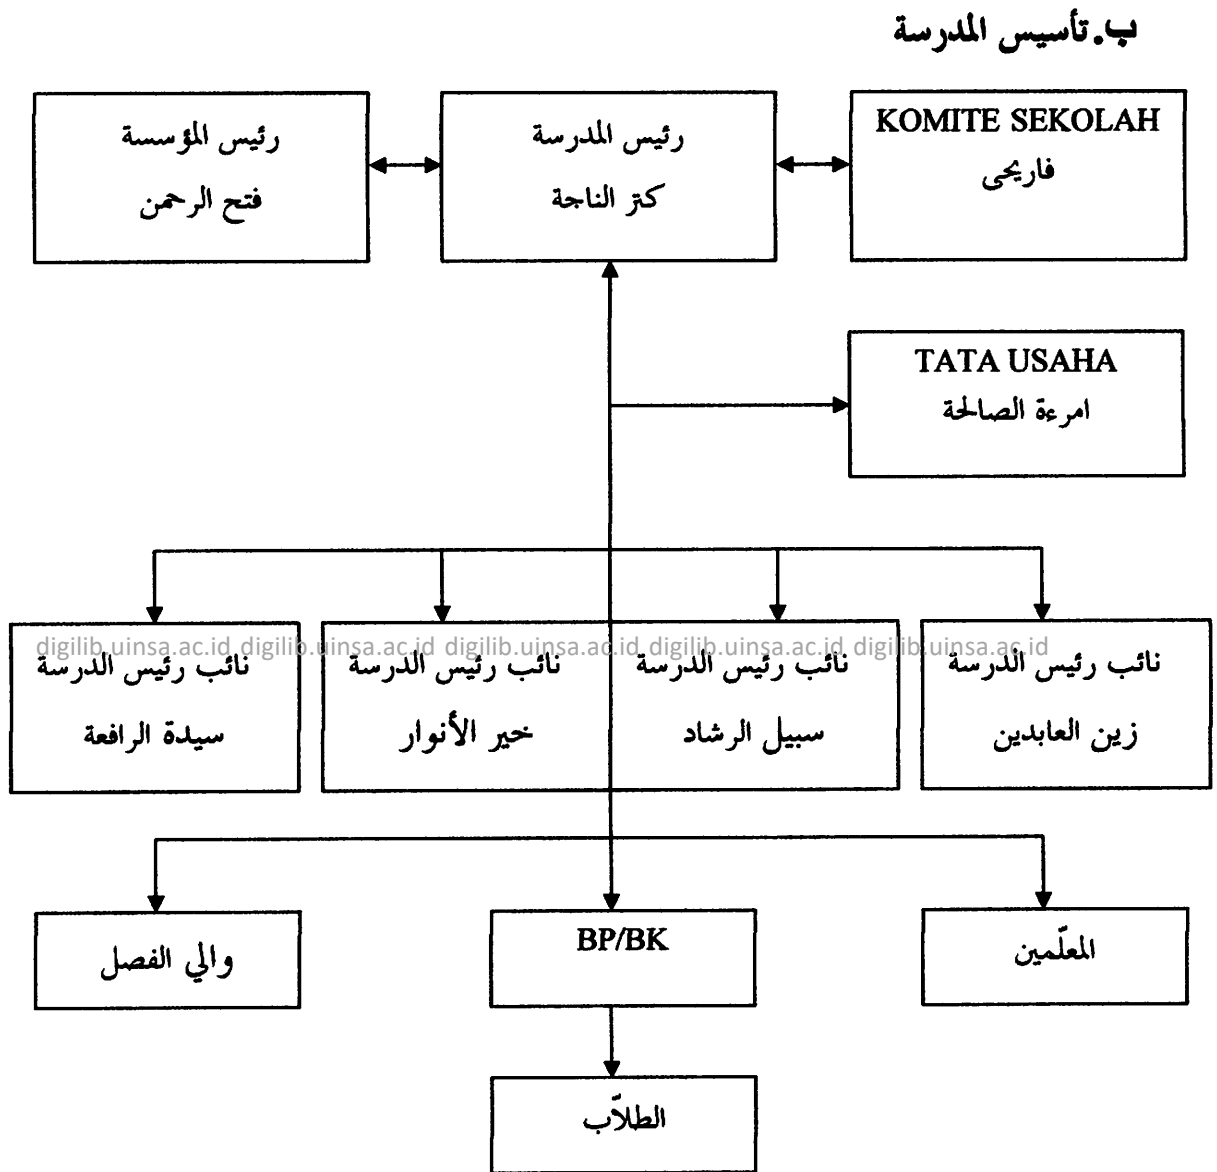 ب. تأسيس المدرسة
KOMITE SEKOLAH
فاريحى
رئيس المدرسة
كتر الناجة
رئيس المؤسسة
فتح الرحمن
TATA USAHA
امرءة الصالحة
digilib.uinsa.ac.id digilib.uinsa.ac.id digilib.uinsa.ac.id digilib.uinsa.ac.id digilib.uinsa.ac.id
نائب رئيس الدرسة
زين العابدين
نائب رئيس الدرسة
سبيل الرشاد
نائب رئيس الدرسة
خير الأنوار
نائب رئيس الدرسة
سيدة الرافعة
المعلّمين
BP/BK
والي الفصل
الطلاّب